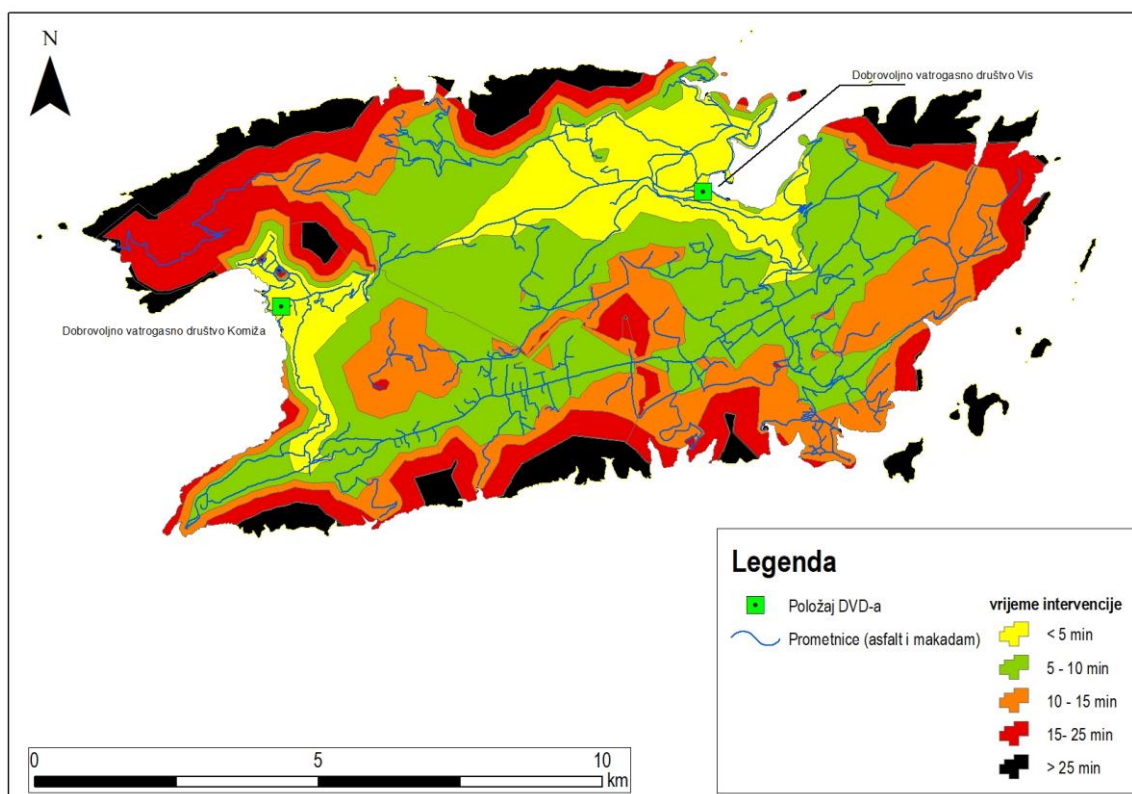 N
Dobrovoljno vatrogasno društvo Vis
Dobrovoljno vatrogasno društvo Komiža
Legenda
Položaj DVD-a
Prometnice (asfalt i makadam)
vrijeme intervencije
< 5 min
5 - 10 min
10 - 15 min
15- 25 min
> 25 min
0 5 10
km